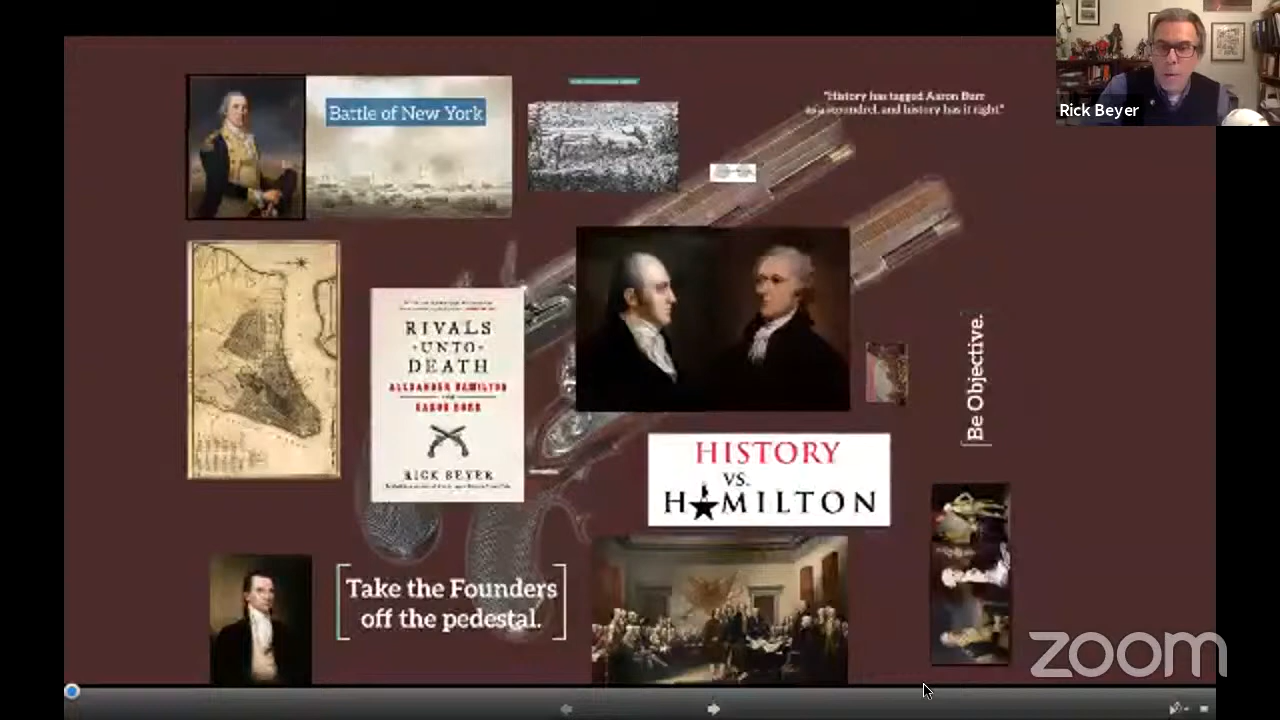 Battle of New York
"History has tagged Aaron Burr
as a scoundrel, and history has it right."
Rick Beyer
RIVALS
·UNTO·
DEATH
ALEXANDER HAMILTON
AARON BURR
RICK BEYER
HISTORY
VS.
HAMILTON
Be Objective.
Take the Founders
off the pedestal.
zoom